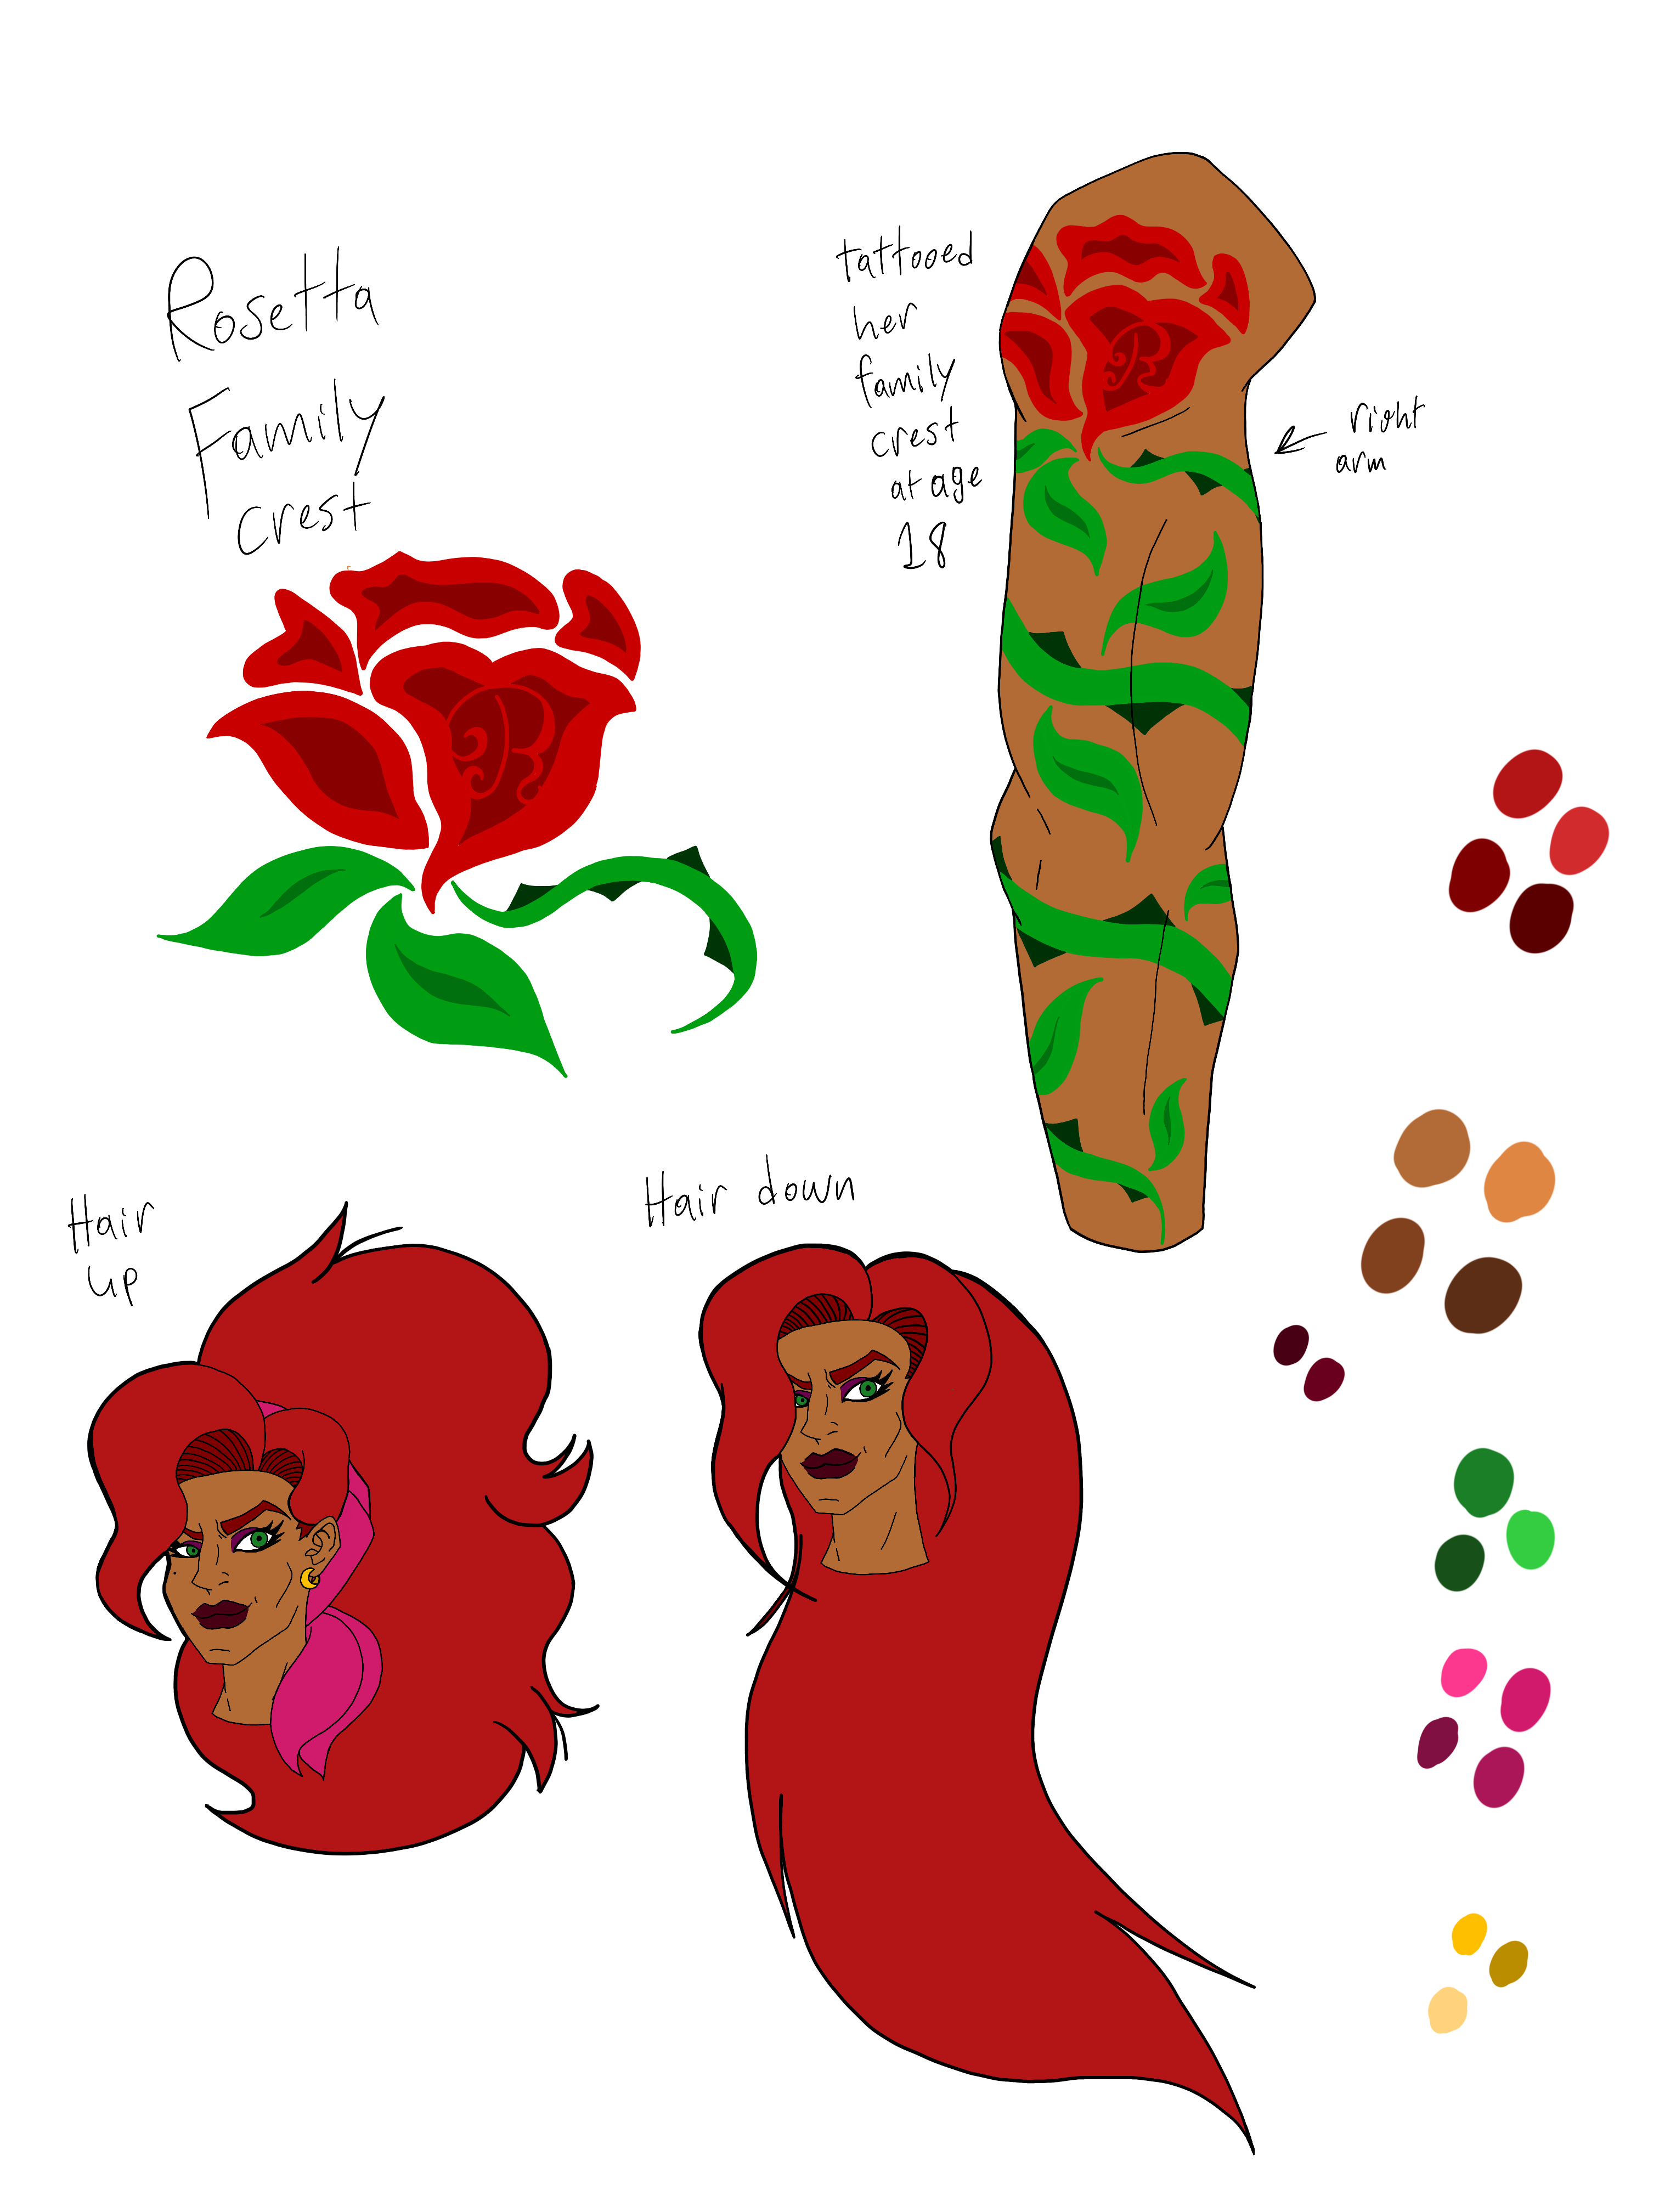 Rosetta
Family
crest
R
tattooed
her
family
crest
at age
18
R
right
arm
Hair
up
Hair down